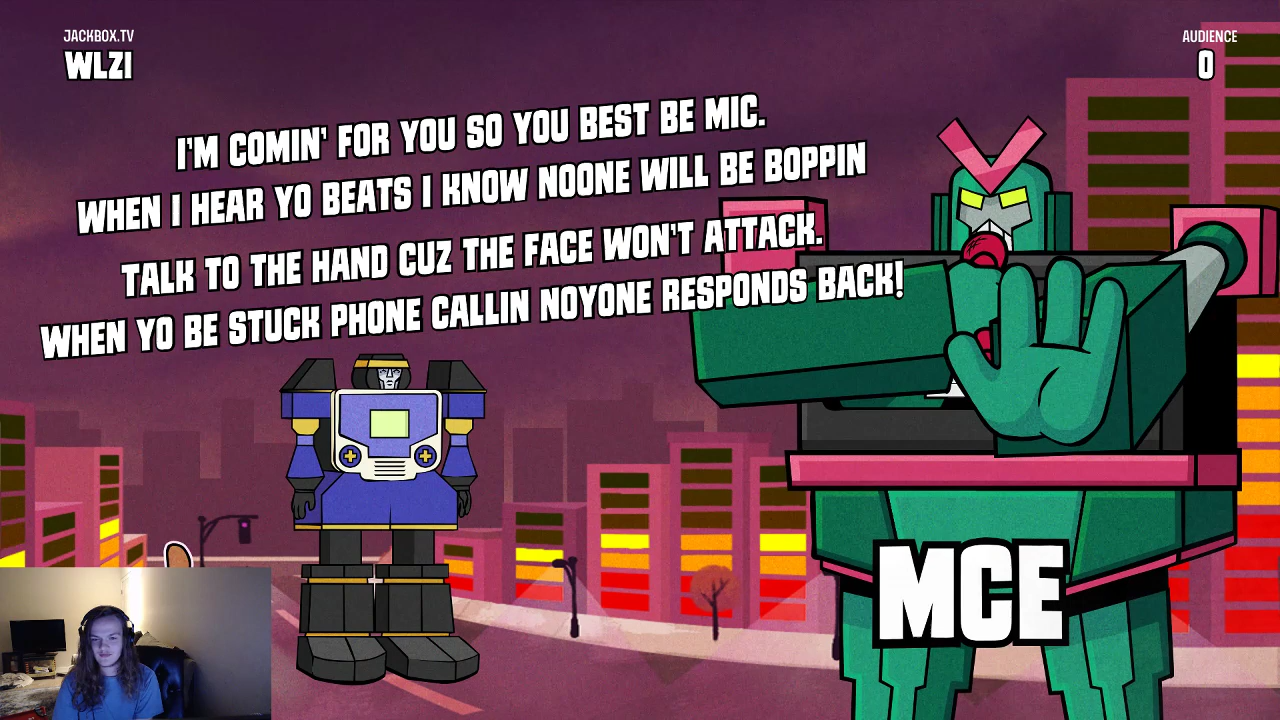 JACKBOX.TV
WLZI
AUDIENCE
0
I'M COMIN' FOR YOU SO YOU BEST BE MIC.
WHEN I HEAR YO BEATS I KNOW NOONE WILL BE BOPPIN
TALK TO THE HAND CUZ THE FACE WON'T ATTACK.
WHEN YO BE STUCK PHONE CALLIN NOYONE RESPONDS BACK!
MCE